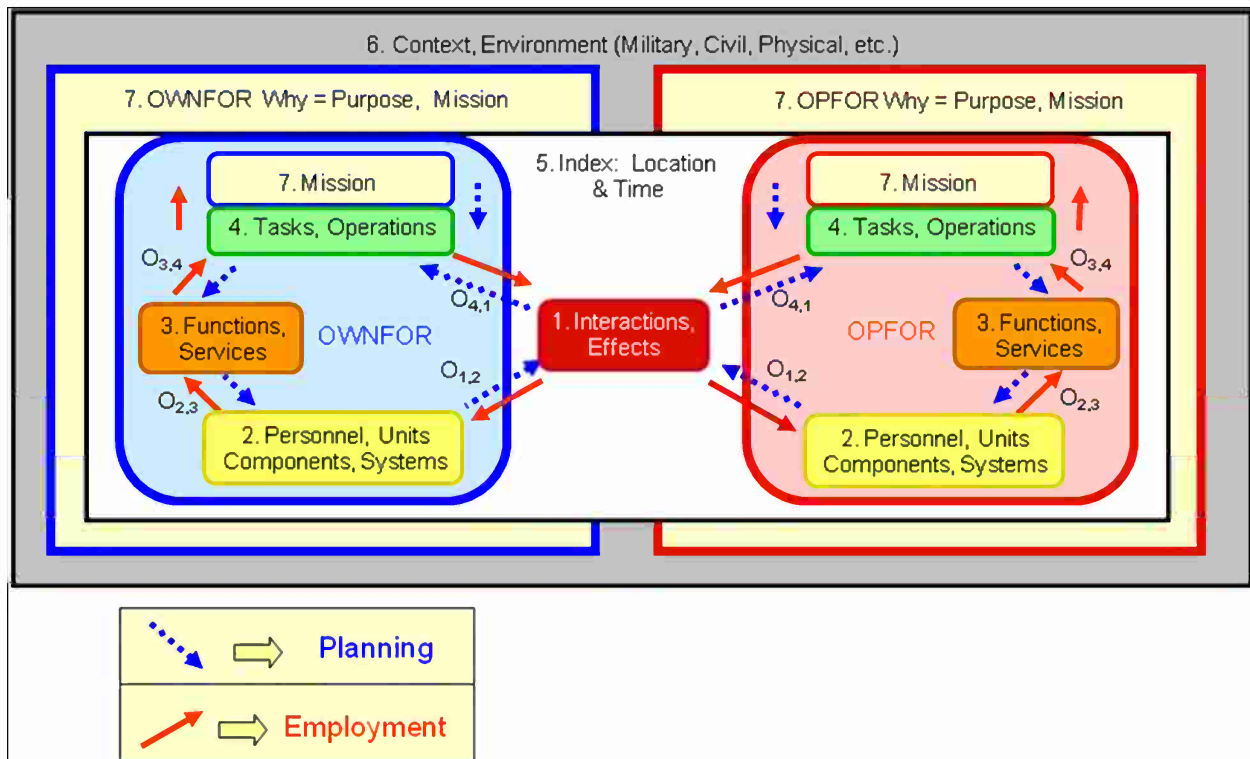 6. Context, Environment (Military, Civil, Physical, etc.)
7. OWNFOR Why = Purpose, Mission
7. OPFOR Why = Purpose, Mission
5. Index: Location
& Time
7. Mission
4. Tasks, Operations
O3,4
O4,1
3. Functions,
Services
OWNFOR
O1,2
O2,3
2. Personnel, Units
Components, Systems
1. Interactions,
Effects
7. Mission
4. Tasks, Operations
O3,4
O4,1
OPFOR
3. Functions,
Services
O1,2
O2,3
2. Personnel, Units
Components, Systems
Planning
Employment